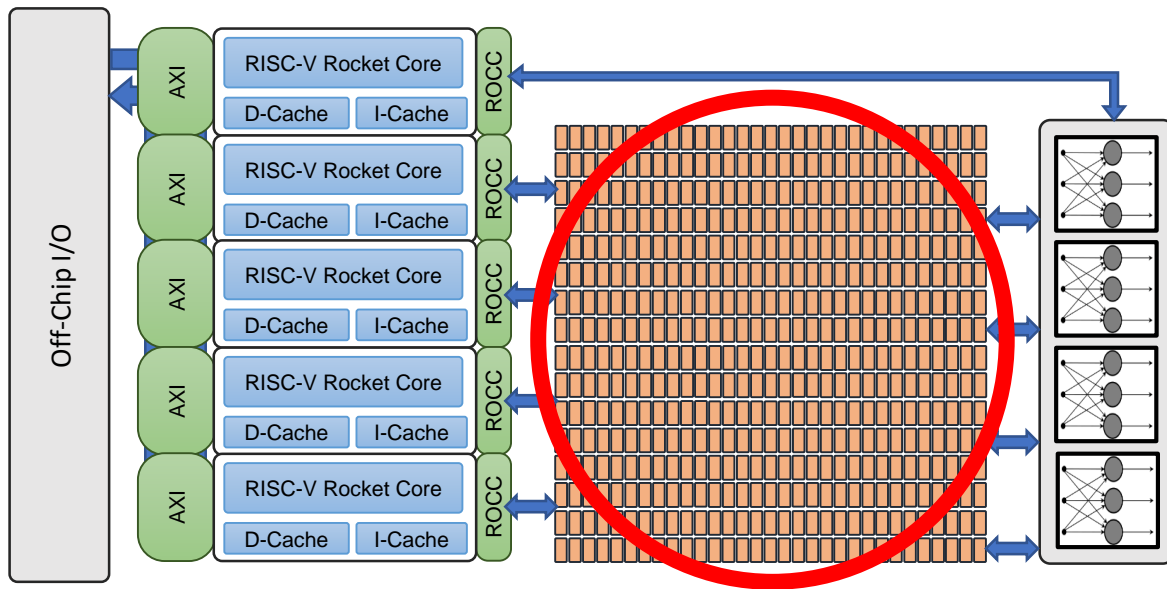 Off-Chip I/O
AXI
RISC-V Rocket Core
D-Cache I-Cache
ROCC
AXI
RISC-V Rocket Core
D-Cache I-Cache
ROCC
AXI
RISC-V Rocket Core
D-Cache I-Cache
ROCC
AXI
RISC-V Rocket Core
D-Cache I-Cache
ROCC
AXI
RISC-V Rocket Core
D-Cache I-Cache
ROCC